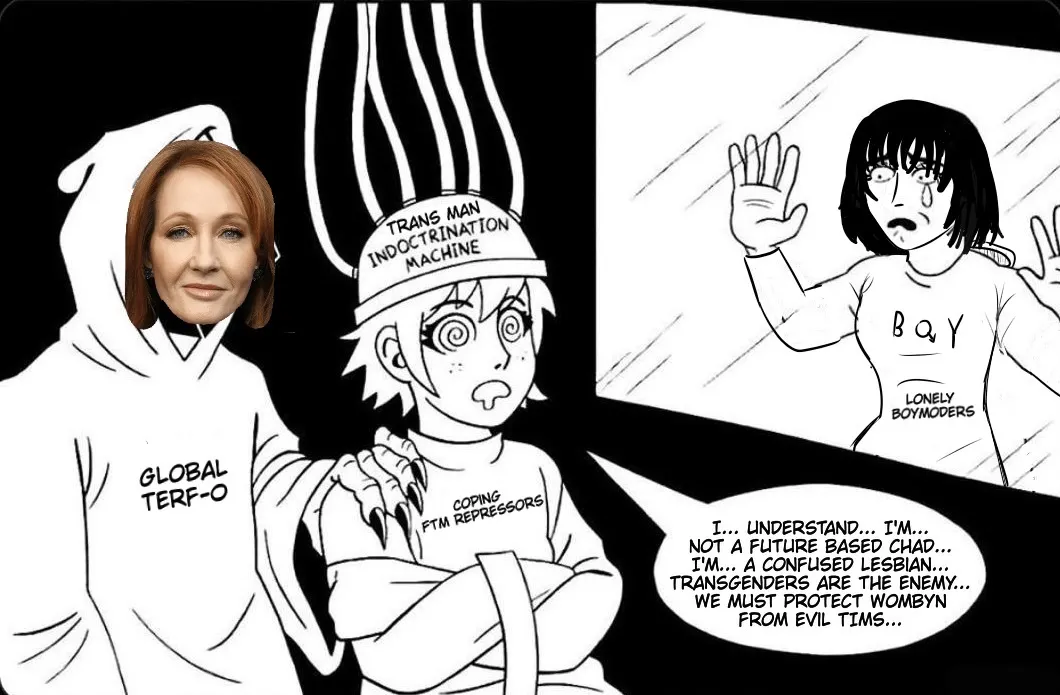 TRANS MAN
INDOCTRINATION
MACHINE
BOY
LONELY
BOYMODERS
GLOBAL
TERF-O
COPING
FTM REPRESSORS
I... UNDERSTAND... I'M...
NOT A FUTURE BASED CHAD...
I'M... A CONFUSED LESBIAN...
TRANSGENDERS ARE THE ENEMY...
WE MUST PROTECT WOMBYN
FROM EVIL TIMS...